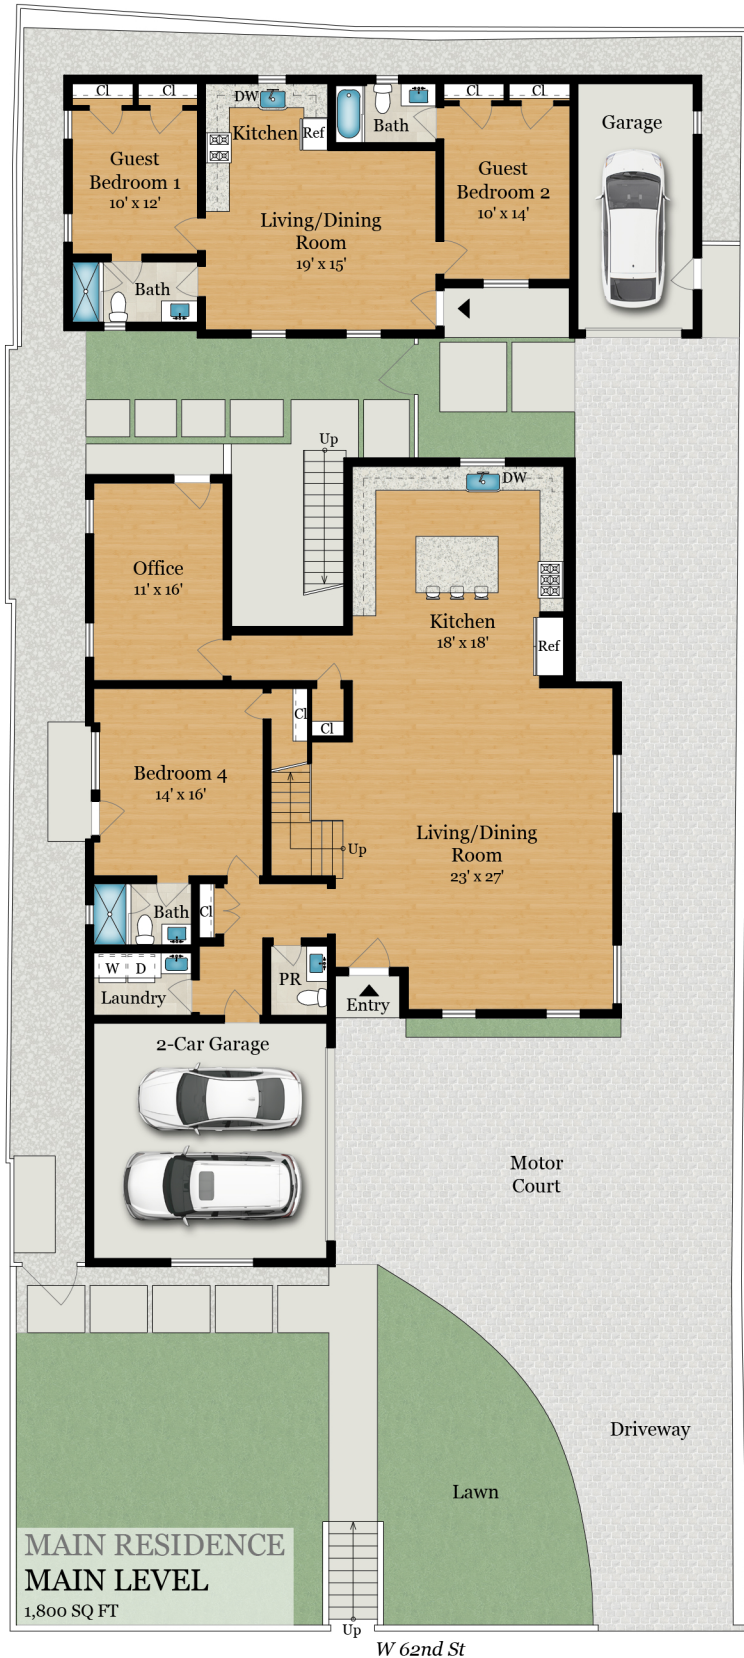 Cl
Cl
DW
Kitchen
Ref
Bath
Cl
Cl
Garage
Guest
Bedroom 1
10' x 12'
Guest
Bedroom 2
10' x 14'
Living/Dining
Room
19' x 15'
Bath
Up
DW
Office
11' x 16'
Kitchen
18' x 18'
Ref
Cl
Cl
Bedroom 4
14' x 16'
Living/Dining
Room
23' x 27'
Up
Bath
Cl
W
D
Laundry
PR
Entry
2-Car Garage
Motor
Court
Driveway
Lawn
MAIN RESIDENCE
MAIN LEVEL
1,800 SQ FT
Up
W 62nd St